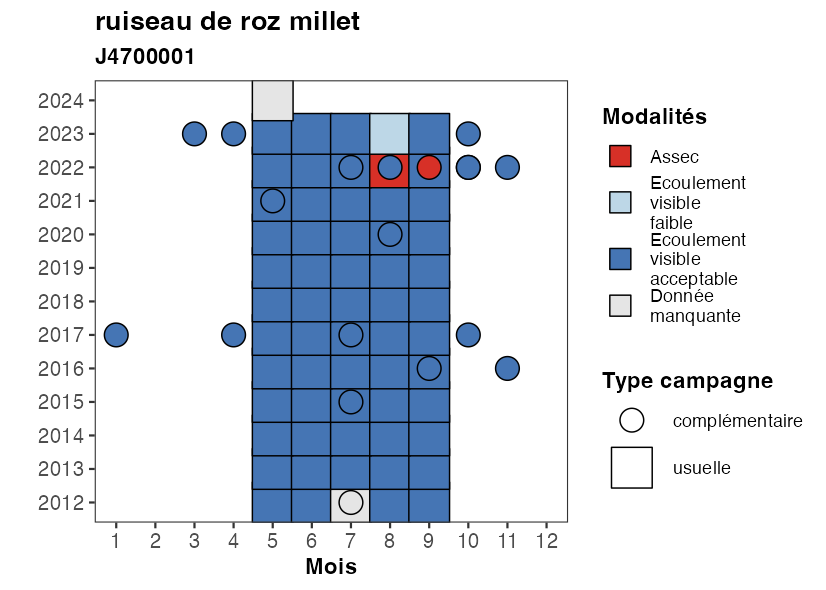 ruiseau de roz millet
J4700001
2024
2023
2022
2021
2020
2019
2018
2017
2016
2015
2014
2013
2012
1 2 3 4 5 6 7 8 9 10 11 12
Mois
Modalités
Assec
Ecoulement
visible
faible
Ecoulement
visible
acceptable
Donnée
manquante
Type campagne
complémentaire
usuelle